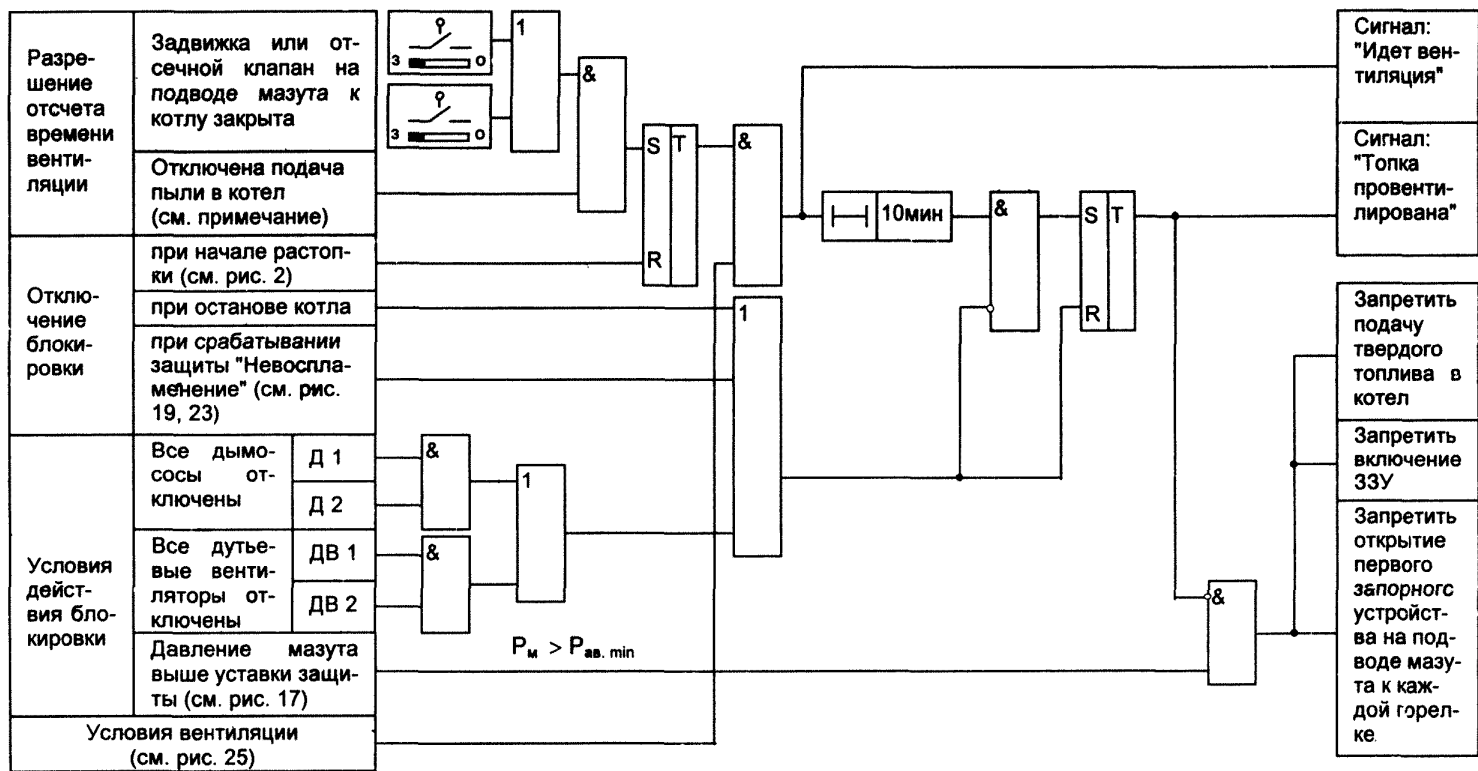 Разре-
шение
отсчета
времени
венти-
ляции
Задвижка или от-
сечной клапан на
подводе мазута к
котлу закрыта
Отключена подача
пыли в котел
(см. примечание)
Отклю-
чение
блоки-
ровки
при начале растоп-
ки (см. рис. 2)
при останове котла
при срабатывании
защиты "Невоспла-
менение" (см. рис.
19, 23)
Условия
дейст-
вия бло-
кировки
Все дымо-
сосы от-
ключены
Д 1
Д 2
Все дутье-
вые венти-
ляторы от-
ключены
ДВ 1
ДВ 2
Давление мазута
выше уставки защи-
ты (см. рис. 17)
Условия вентиляции
(см. рис. 25)
З О
З О
1
&
S T
R
&
10мин
&
S T
R
1
&
&
1
Pм > Pав. min
&
Сигнал:
"Идет вен-
тиляция"
Сигнал:
"Топка
провенти-
лирована"
Запретить
подачу
твердого
топлива в
котел
Запретить
включение
ЗЗУ
Запретить
открытие
первого
запорногс
устройст-
ва на под-
воде мазу-
та к каж-
дой горел-
ке